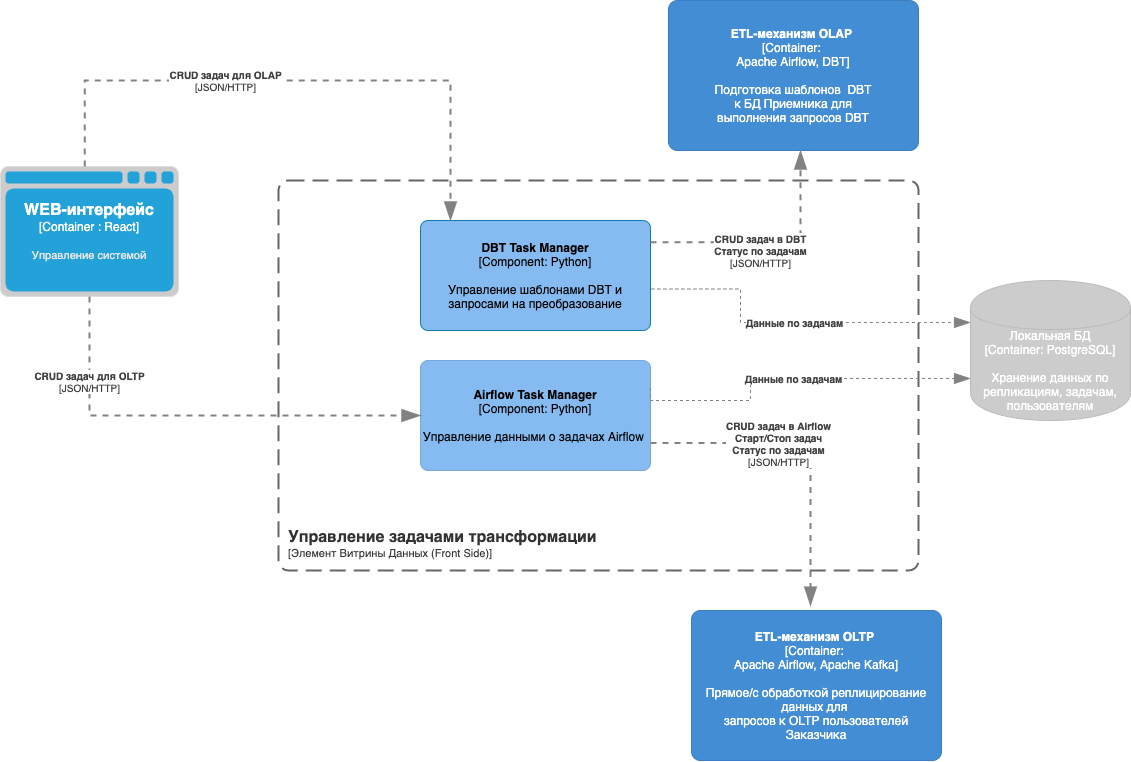 ETL-механизм OLAP
[Container:
Apache Airflow, DBT]
Подготовка шаблонов DBT
к БД Приемника для
выполнения запросов DBT
CRUD задач для OLAP
[JSON/HTTP]
WEB-интерфейс
[Container : React]
Управление системой
DBT Task Manager
[Component: Python]
Управление шаблонами DBT и
запросами на преобразование
CRUD задач в DBT
Статус по задачам
[JSON/HTTP]
Данные по задачам
Локальная БД
[Container: PostgreSQL]
Хранение данных по
репликациям, задачам,
пользователям
CRUD задач для OLTP
[JSON/HTTP]
Airflow Task Manager
[Component: Python]
Управление данными о задачах Airflow
Данные по задачам
CRUD задач в Airflow
Старт/Стоп задач
Статус по задачам
[JSON/HTTP]
Управление задачами трансформации
[Элемент Витрины Данных (Front Side)]
ETL-механизм OLTP
[Container:
Apache Airflow, Apache Kafka]
Прямое/с обработкой реплицирование
данных для
запросов к OLTP пользователей
Заказчика